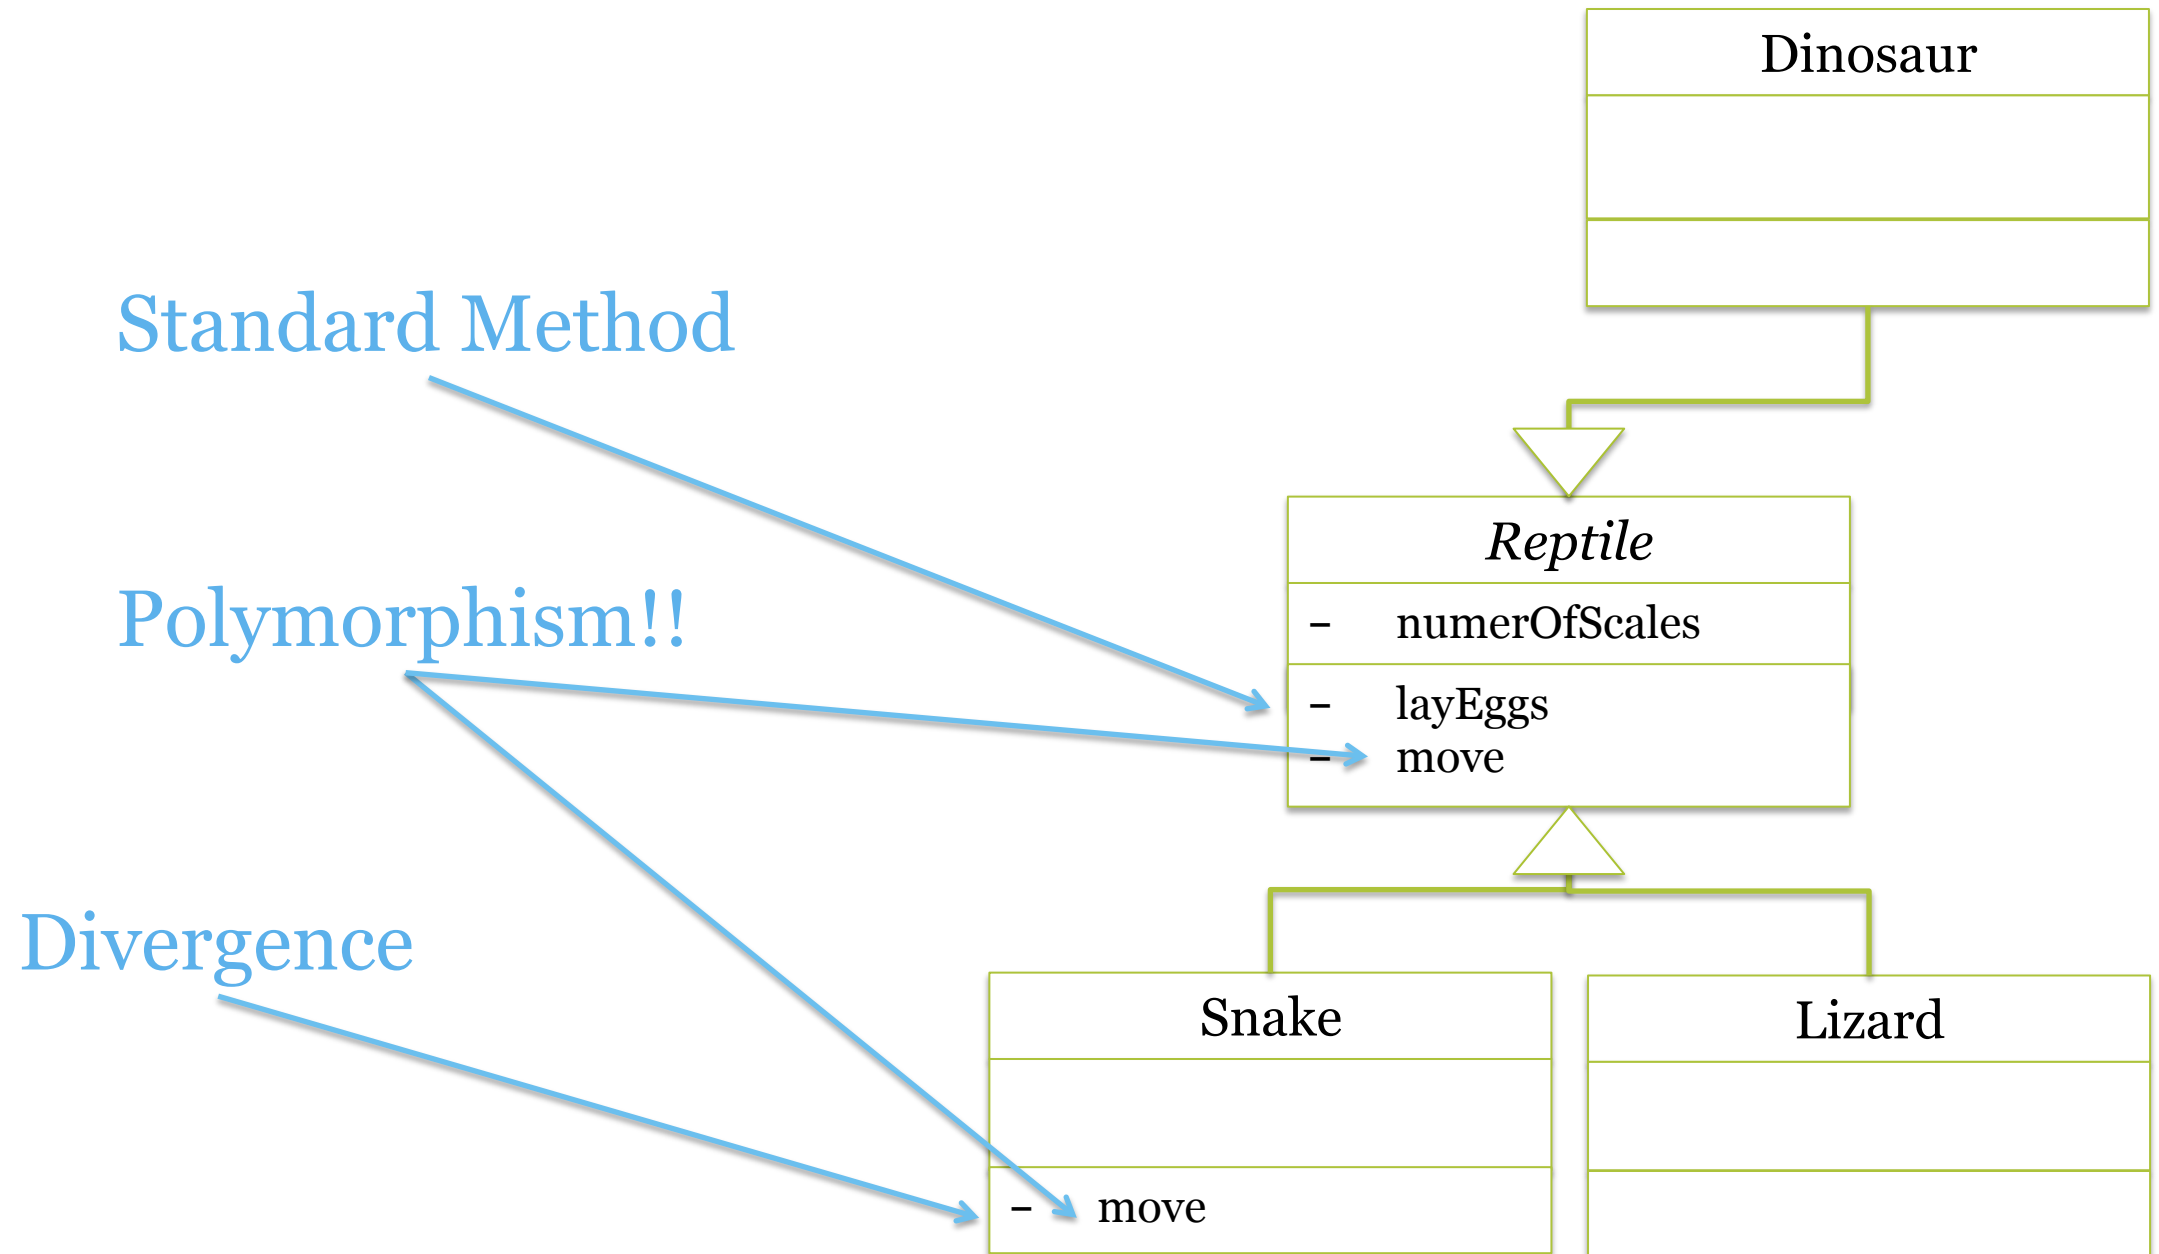 Dinosaur
Standard Method
Reptile
– numerOfScales
Polymorphism!!
– layEggs
– move
Divergence
Snake
Lizard
– move